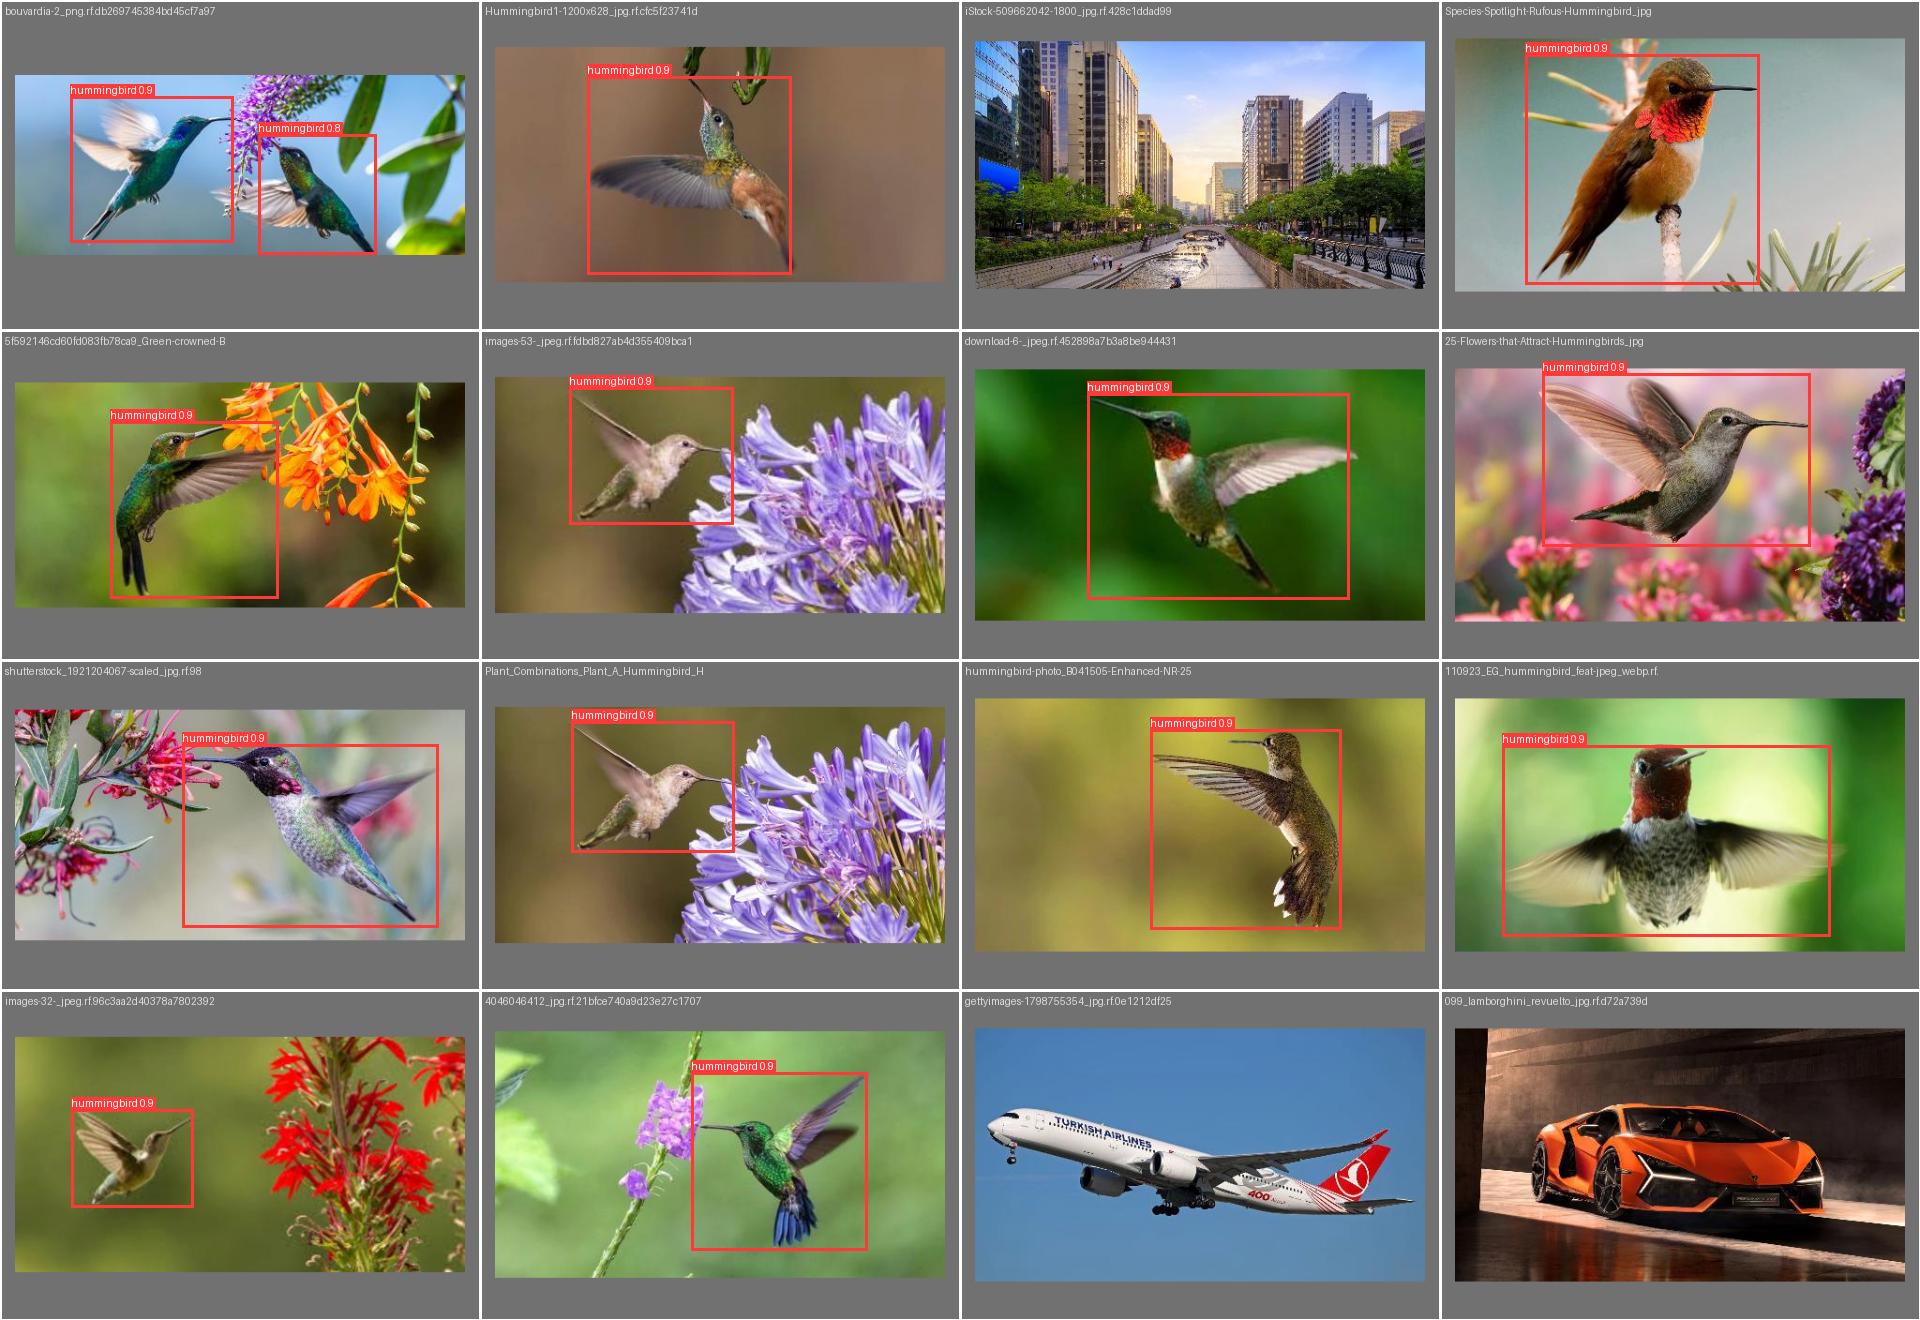 bouvardia-2_png.rf.db269745384bd45cf7a97
Hummingbird1-1200x628_jpg.rf.cfc5f23741d
iStock-509662042-1800_jpg.rf.428c1ddad99
Species-Spotlight-Rufous-Hummingbird_jpg
hummingbird 0.9
hummingbird 0.8
hummingbird 0.9
hummingbird 0.9
5f592146cd60fd083fb78ca9_Green-crowned-B
images-53-_jpeg.rf.fdbd827ab4d355409bca1
download-6-_jpeg.rf.452898a7b3a8be944431
25-Flowers-that-Attract-Hummingbirds_jpg
hummingbird 0.9
hummingbird 0.9
hummingbird 0.9
hummingbird 0.9
shutterstock_1921204067-scaled_jpg.rf.98
Plant_Combinations_Plant_A_Hummingbird_H
hummingbird-photo_B041505-Enhanced-NR-25
110923_EG_hummingbird_feat-jpeg_webp.rf.
hummingbird 0.9
hummingbird 0.9
hummingbird 0.9
hummingbird 0.9
images-32-_jpeg.rf.96c3aa2d40378a7802392
4046046412_jpg.rf.21bfce740a9d23e27c1707
gettyimages-1798755354_jpg.rf.0e1212df25
099_lamborghini_revuelto_jpg.rf.d72a739d
hummingbird 0.9
hummingbird 0.9
TURKISH AIRLINES
400